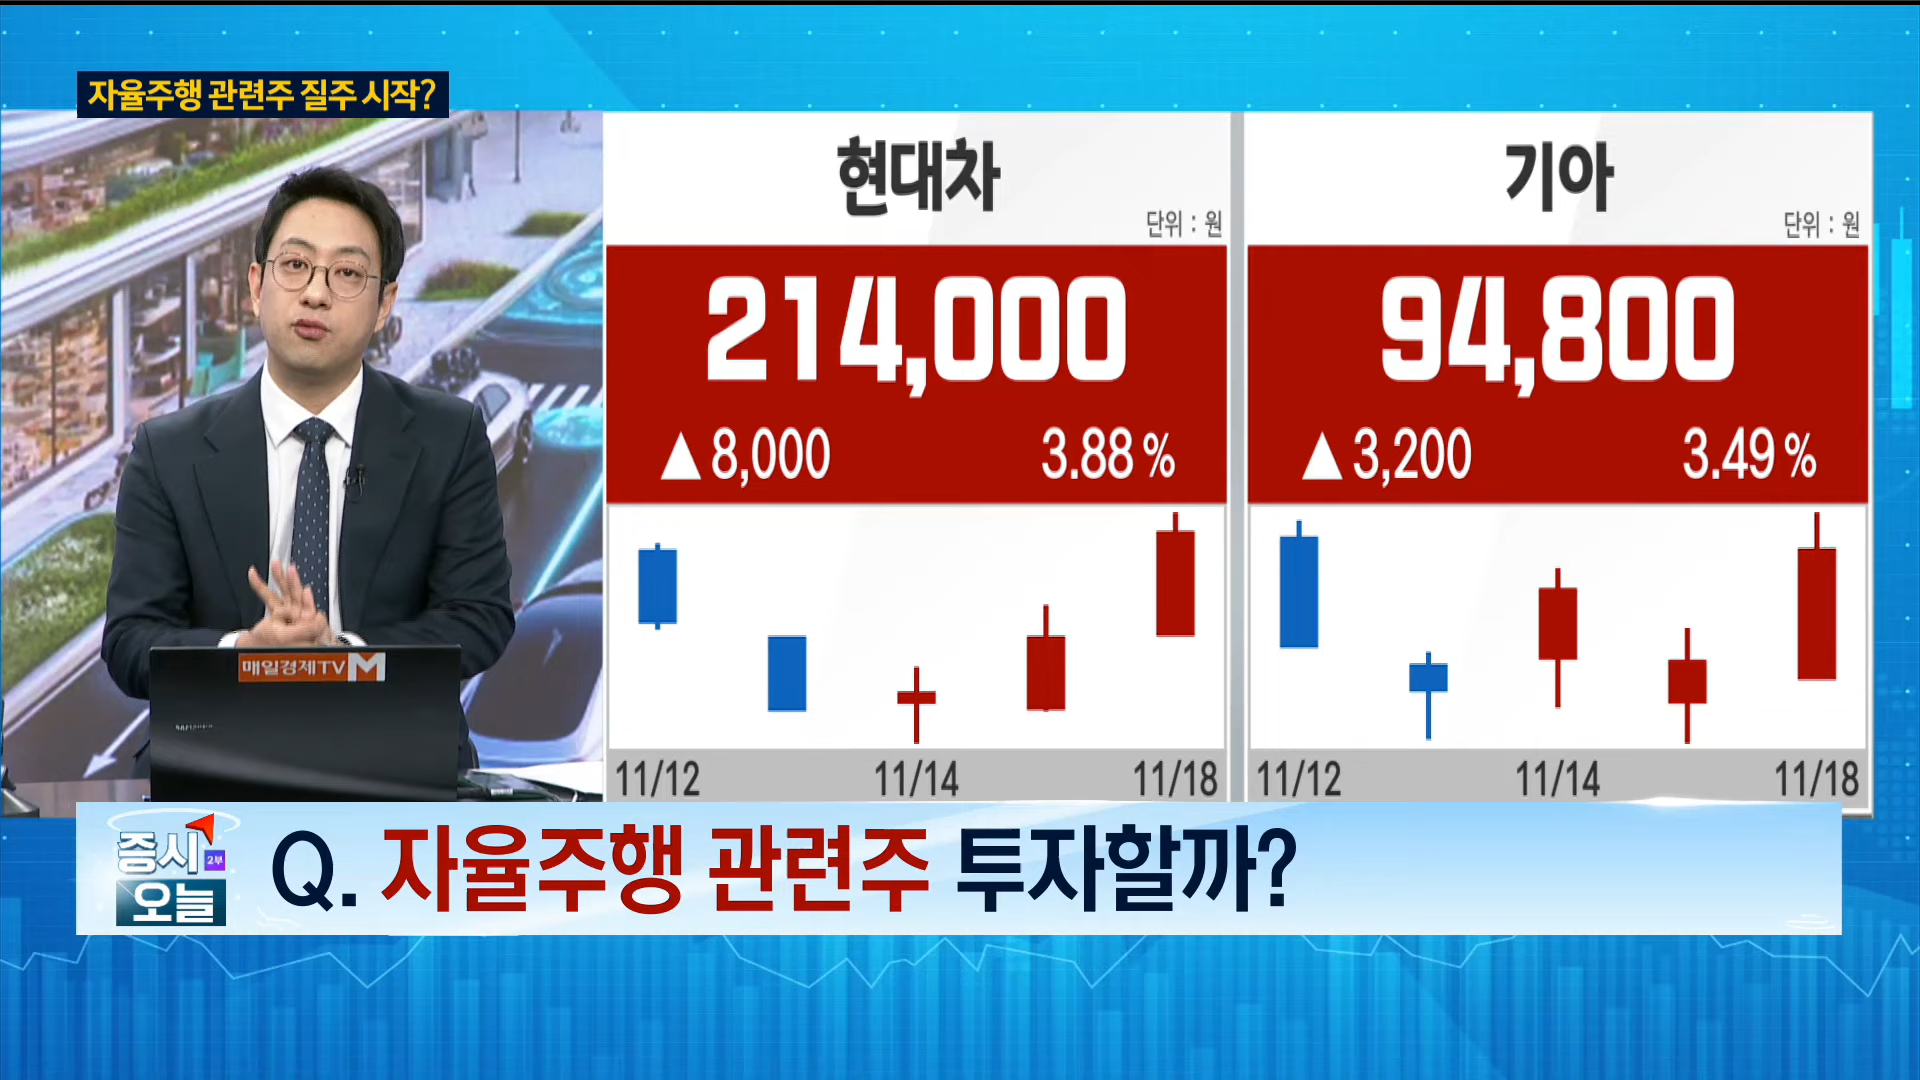 자율주행 관련주 질주 시작?
현대차
단위 : 원
214,000
▲8,000 3.88%
11/12 11/14 11/18
기아
단위 : 원
94,800
▲3,200 3.49%
11/12 11/14 11/18
매일경제TV M
증시 2부
오늘
Q. 자율주행 관련주 투자할까?